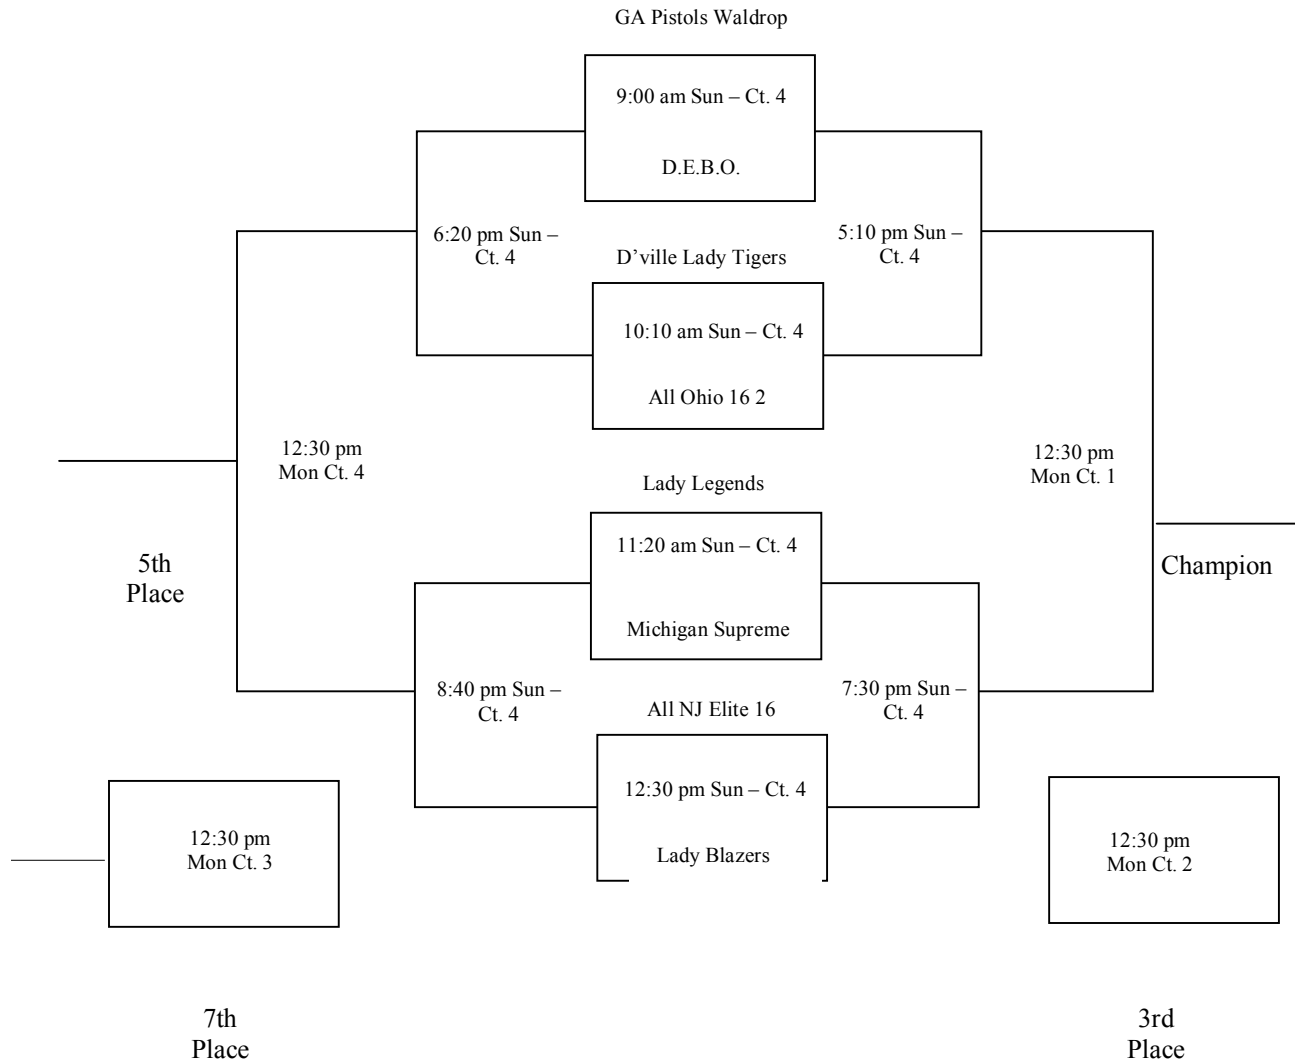 GA Pistols Waldrop
9:00 am Sun – Ct. 4
D.E.B.O.
6:20 pm Sun –
Ct. 4
5:10 pm Sun –
Ct. 4
D’ville Lady Tigers
10:10 am Sun – Ct. 4
All Ohio 16 2
12:30 pm
Mon Ct. 4
12:30 pm
Mon Ct. 1
Lady Legends
11:20 am Sun – Ct. 4
Michigan Supreme
5th
Place
Champion
8:40 pm Sun –
Ct. 4
7:30 pm Sun –
Ct. 4
All NJ Elite 16
12:30 pm Sun – Ct. 4
Lady Blazers
12:30 pm
Mon Ct. 3
12:30 pm
Mon Ct. 2
7th
Place
3rd
Place